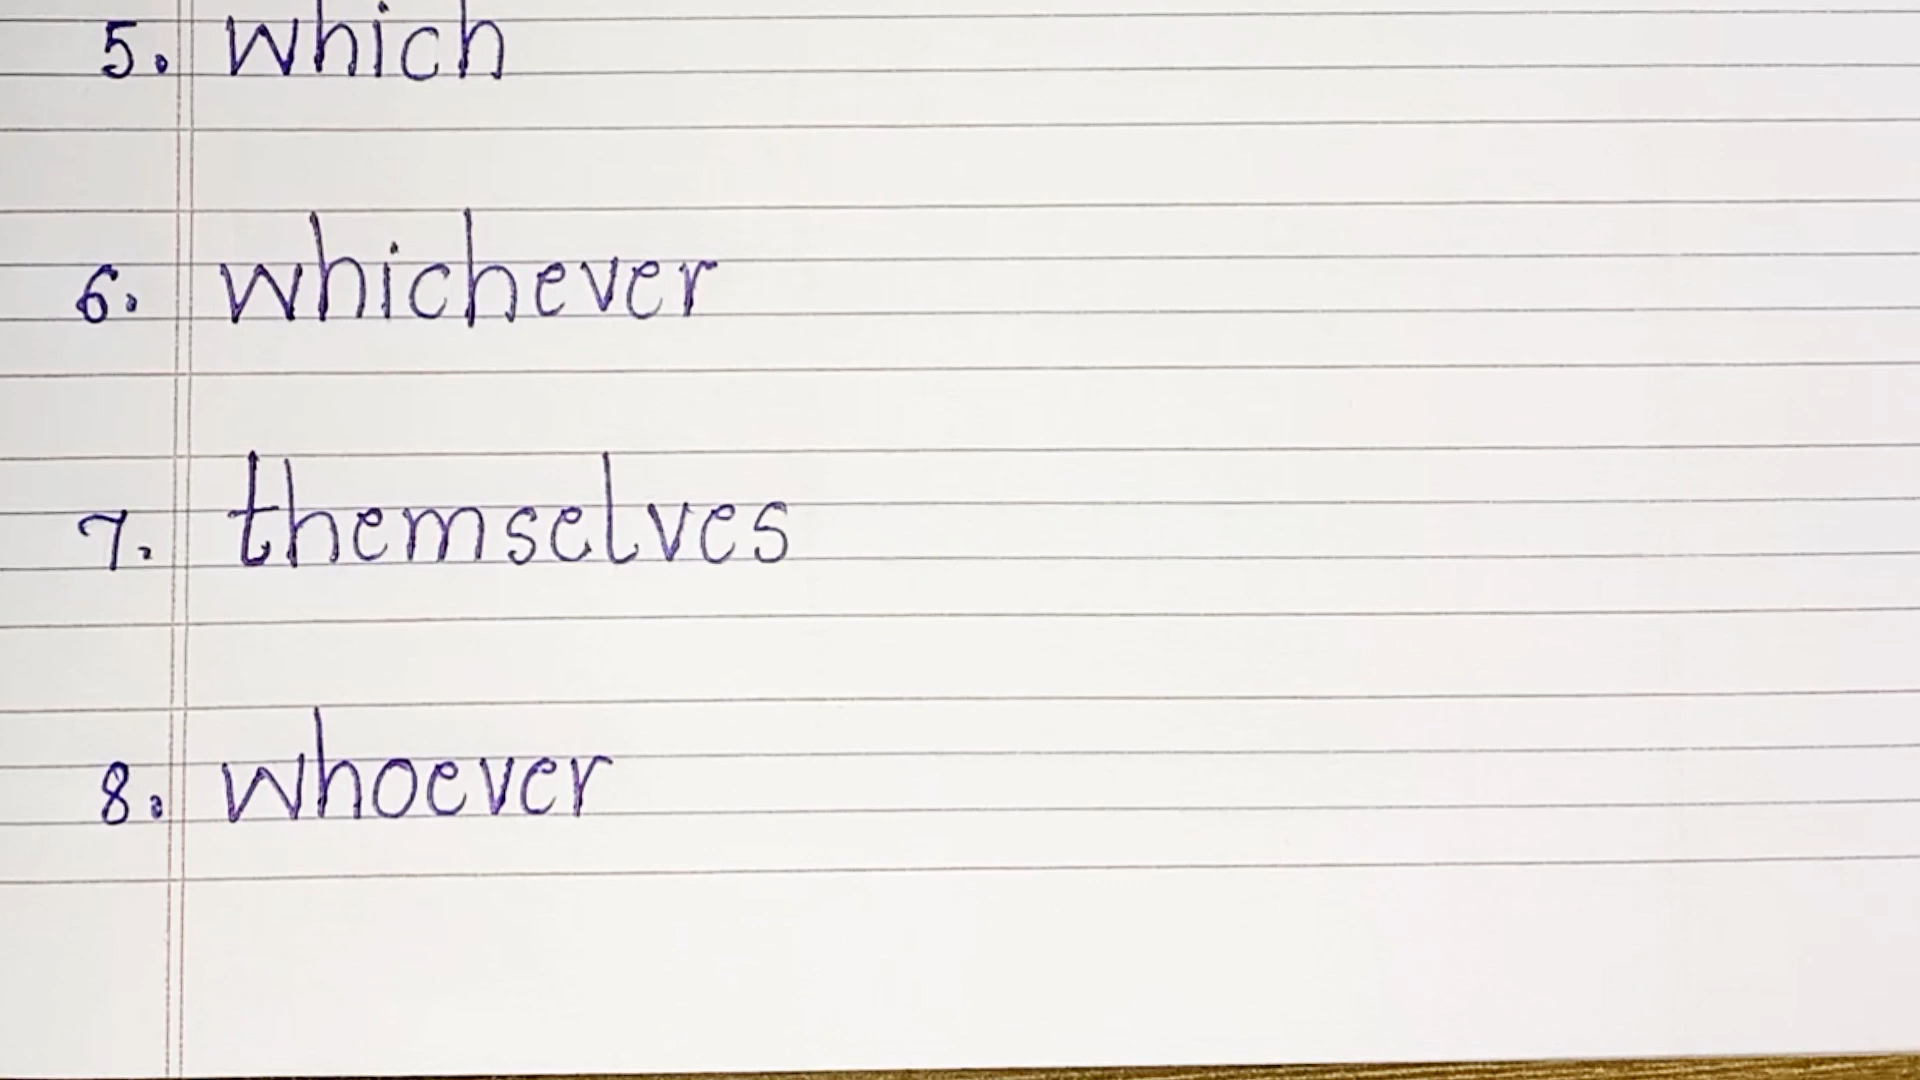 5. which
6. whichever
7. themselves
8. whoever